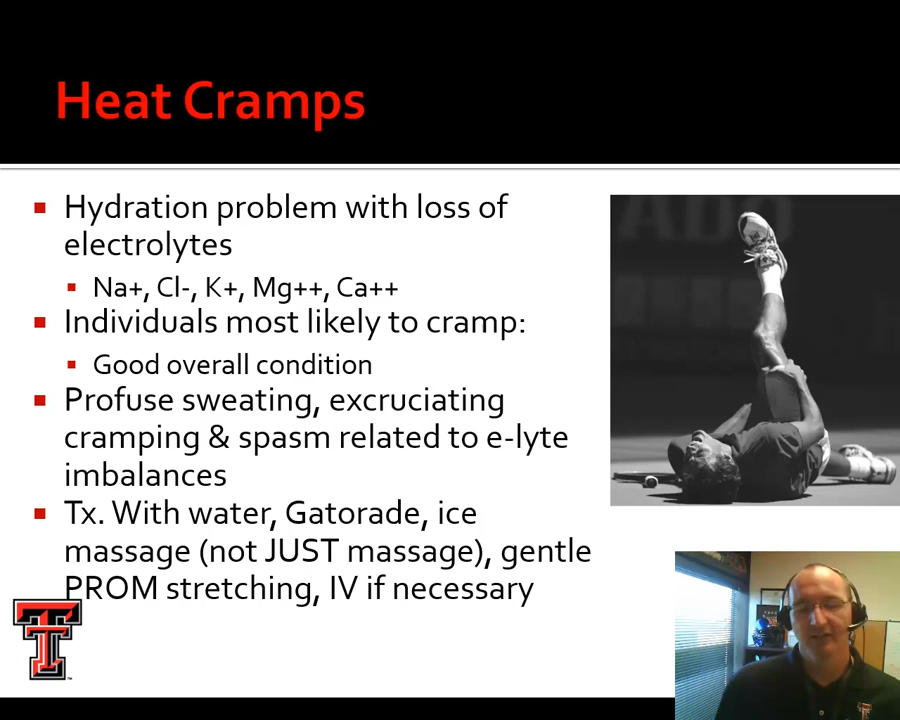 Heat Cramps
Hydration problem with loss of
electrolytes
Na+, Cl-, K+, Mg++, Ca++
Individuals most likely to cramp:
Good overall condition
Profuse sweating, excruciating
cramping & spasm related to e-lyte
imbalances
Tx. With water, Gatorade, ice
massage (not JUST massage), gentle
PROM stretching, IV if necessary